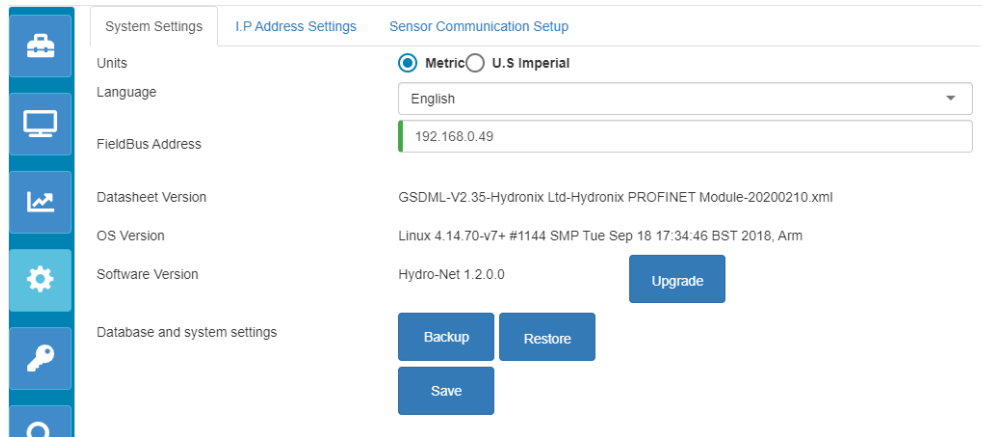 System Settings I.P Address Settings Sensor Communication Setup
Units Metric U.S Imperial
Language English
FieldBus Address 192.168.0.49
Datasheet Version GSDML-V2.35-Hydronix Ltd-Hydronix PROFINET Module-20200210.xml
OS Version Linux 4.14.70-v7+ #1144 SMP Tue Sep 18 17:34:46 BST 2018, Arm
Software Version Hydro-Net 1.2.0.0 Upgrade
Database and system settings Backup Restore
Save